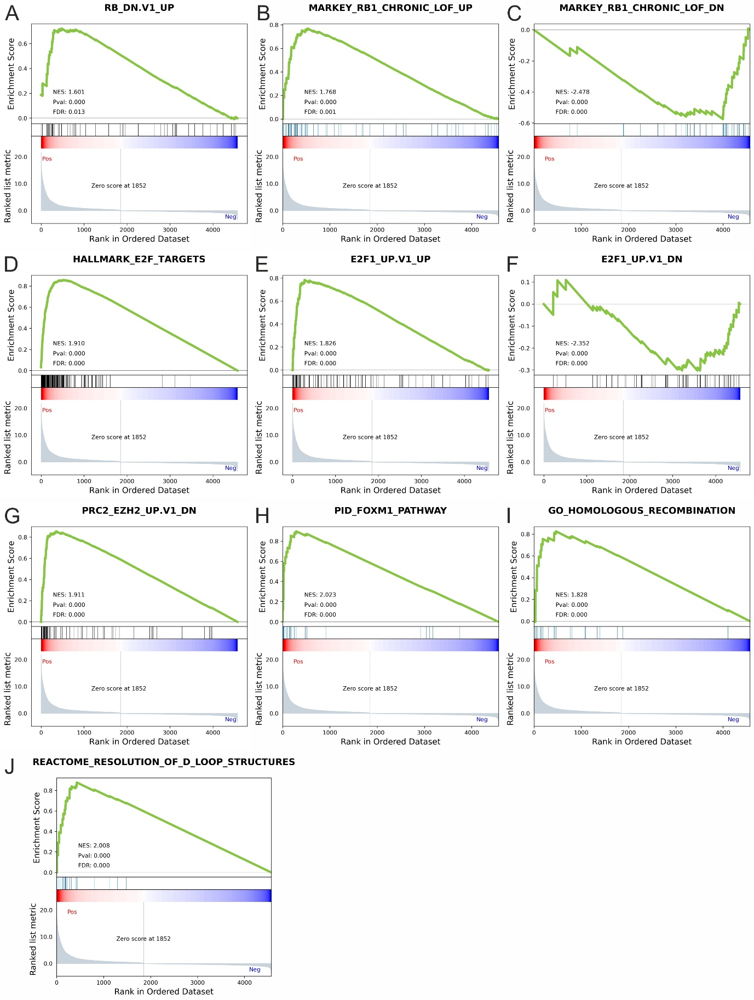 A
RB_DN.V1_UP
Enrichment Score
0.6
0.4
0.2
0.0
NES: 1.601
Pval: 0.000
FDR: 0.013
Ranked list metric
20.0
10.0
0.0
Pos
Zero score at 1852
Neg
0 1000 2000 3000 4000
Rank in Ordered Dataset
B
MARKEY_RB1_CHRONIC_LOF_UP
Enrichment Score
0.8
0.6
0.4
0.2
0.0
NES: 1.768
Pval: 0.000
FDR: 0.001
Ranked list metric
20.0
10.0
0.0
Pos
Zero score at 1852
Neg
0 1000 2000 3000 4000
Rank in Ordered Dataset
C
MARKEY_RB1_CHRONIC_LOF_DN
Enrichment Score
0.0
-0.2
-0.4
-0.6
NES: -2.478
Pval: 0.000
FDR: 0.000
Ranked list metric
20.0
10.0
0.0
Pos
Zero score at 1852
Neg
0 1000 2000 3000 4000
Rank in Ordered Dataset
D
HALLMARK_E2F_TARGETS
Enrichment Score
0.8
0.6
0.4
0.2
0.0
NES: 1.910
Pval: 0.000
FDR: 0.000
Ranked list metric
20.0
10.0
0.0
Pos
Zero score at 1852
Neg
0 1000 2000 3000 4000
Rank in Ordered Dataset
E
E2F1_UP.V1_UP
Enrichment Score
0.8
0.6
0.4
0.2
0.0
NES: 1.826
Pval: 0.000
FDR: 0.000
Ranked list metric
20.0
10.0
0.0
Pos
Zero score at 1852
Neg
0 1000 2000 3000 4000
Rank in Ordered Dataset
F
E2F1_UP.V1_DN
Enrichment Score
0.1
0.0
-0.1
-0.2
-0.3
NES: -2.352
Pval: 0.000
FDR: 0.000
Ranked list metric
20.0
10.0
0.0
Pos
Zero score at 1852
Neg
0 1000 2000 3000 4000
Rank in Ordered Dataset
G
PRC2_EZH2_UP.V1_DN
Enrichment Score
0.8
0.6
0.4
0.2
0.0
NES: 1.911
Pval: 0.000
FDR: 0.000
Ranked list metric
20.0
10.0
0.0
Pos
Zero score at 1852
Neg
0 1000 2000 3000 4000
Rank in Ordered Dataset
H
PID_FOXM1_PATHWAY
Enrichment Score
0.8
0.6
0.4
0.2
0.0
NES: 2.023
Pval: 0.000
FDR: 0.000
Ranked list metric
20.0
10.0
0.0
Pos
Zero score at 1852
Neg
0 1000 2000 3000 4000
Rank in Ordered Dataset
I
GO_HOMOLOGOUS_RECOMBINATION
Enrichment Score
0.8
0.6
0.4
0.2
0.0
NES: 1.828
Pval: 0.000
FDR: 0.000
Ranked list metric
20.0
10.0
0.0
Pos
Zero score at 1852
Neg
0 1000 2000 3000 4000
Rank in Ordered Dataset
J
REACTOME_RESOLUTION_OF_D_LOOP_STRUCTURES
Enrichment Score
0.8
0.6
0.4
0.2
0.0
NES: 2.008
Pval: 0.000
FDR: 0.000
Ranked list metric
20.0
10.0
0.0
Pos
Zero score at 1852
Neg
0 1000 2000 3000 4000
Rank in Ordered Dataset